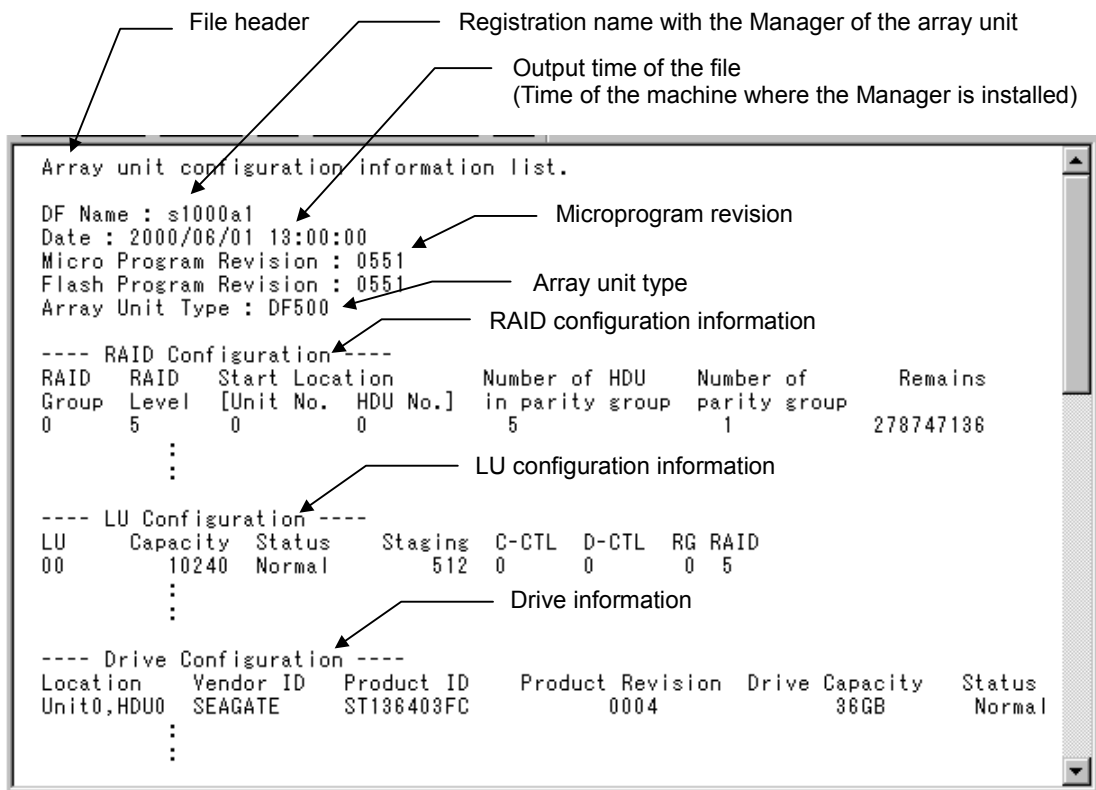 File header
Registration name with the Manager of the array unit
Output time of the file
(Time of the machine where the Manager is installed)
Array unit configuration information list.
DF Name : s1000a1
Date : 2000/06/01 13:00:00
Microprogram revision
Micro Program Revision : 0551
Flash Program Revision : 0551
Array unit type
Array Unit Type : DF500
RAID configuration information
---- RAID Configuration ----
RAID RAID Start Location Number of HDU Number of Remains
Group Level [Unit No. HDU No.] in parity group parity group
0 5 0 0 5 1 278747136
:
:
LU configuration information
---- LU Configuration ----
LU Capacity Status Staging C-CTL D-CTL RG RAID
00 10240 Normal 512 0 0 0 5
:
:
Drive information
---- Drive Configuration ----
Location Vendor ID Product ID Product Revision Drive Capacity Status
Unit0,HDU0 SEAGATE ST136403FC 0004 36GB Normal
:
: